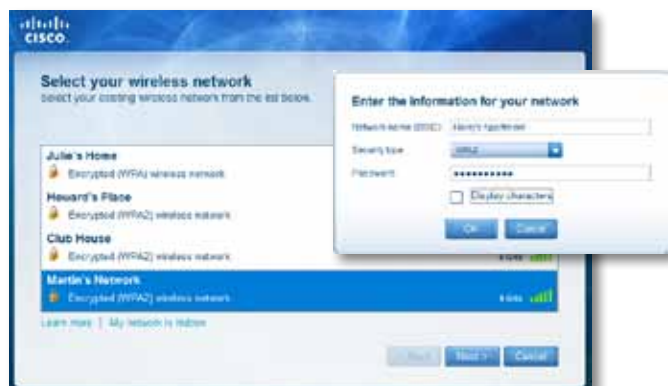 CISCO
Select your wireless network
Select your existing wireless network from the list below.
Julie's Home
Encrypted (WPA) wireless network
Howard's Place
Encrypted (WPA2) wireless network
Club House
Encrypted (WPA2) wireless network
Martin's Network
Encrypted (WPA2) wireless network
Learn more | My network is hidden
Next > Cancel
Enter the information for your network
Network name (SSID)
Security type WPA2
Password
Display characters
OK Cancel